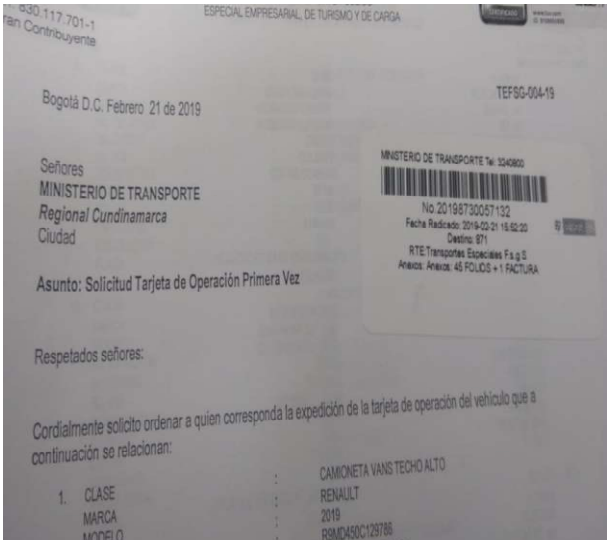 830.117.701-1
ran Contribuyente
ESPECIAL EMPRESARIAL, DE TURISMO Y DE CARGA
CERTIFICADO
TEFSG-004-19
Bogotá D.C. Febrero 21 de 2019
Señores
MINISTERIO DE TRANSPORTE
Regional Cundinamarca
Ciudad
MINISTERIO DE TRANSPORTE Tel: 3240800
No.20198730057132
Fecha Radicado: 2019-02-21 15:52:20
Destino: 871
RTE:Transportes Especiales F.s.g.S
Anexos: Anexos: 45 FOLIOS + 1 FACTURA
Asunto: Solicitud Tarjeta de Operación Primera Vez
Respetados señores:
Cordialmente solicito ordenar a quien corresponda la expedición de la tarjeta de operación del vehículo que a
continuación se relacionan:
1. CLASE : CAMIONETA VANS TECHO ALTO
MARCA : RENAULT
MODELO : 2019
R9MD450C129786